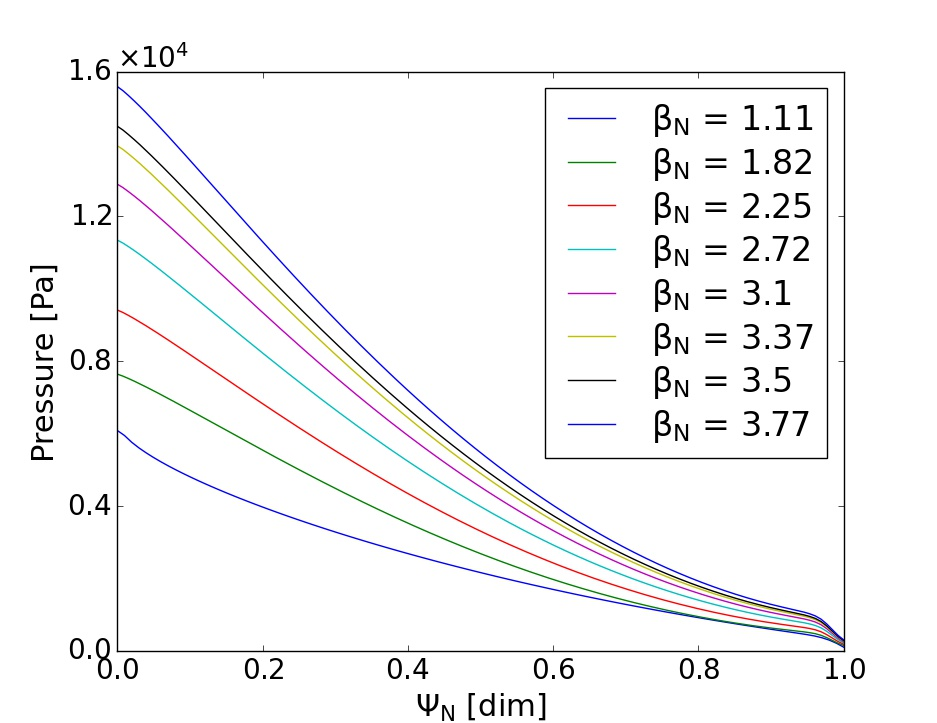 ×10⁴
1.6
1.2
0.8
0.4
0.0
Pressure [Pa]
β_N = 1.11
β_N = 1.82
β_N = 2.25
β_N = 2.72
β_N = 3.1
β_N = 3.37
β_N = 3.5
β_N = 3.77
0.0 0.2 0.4 0.6 0.8 1.0
Ψ_N [dim]